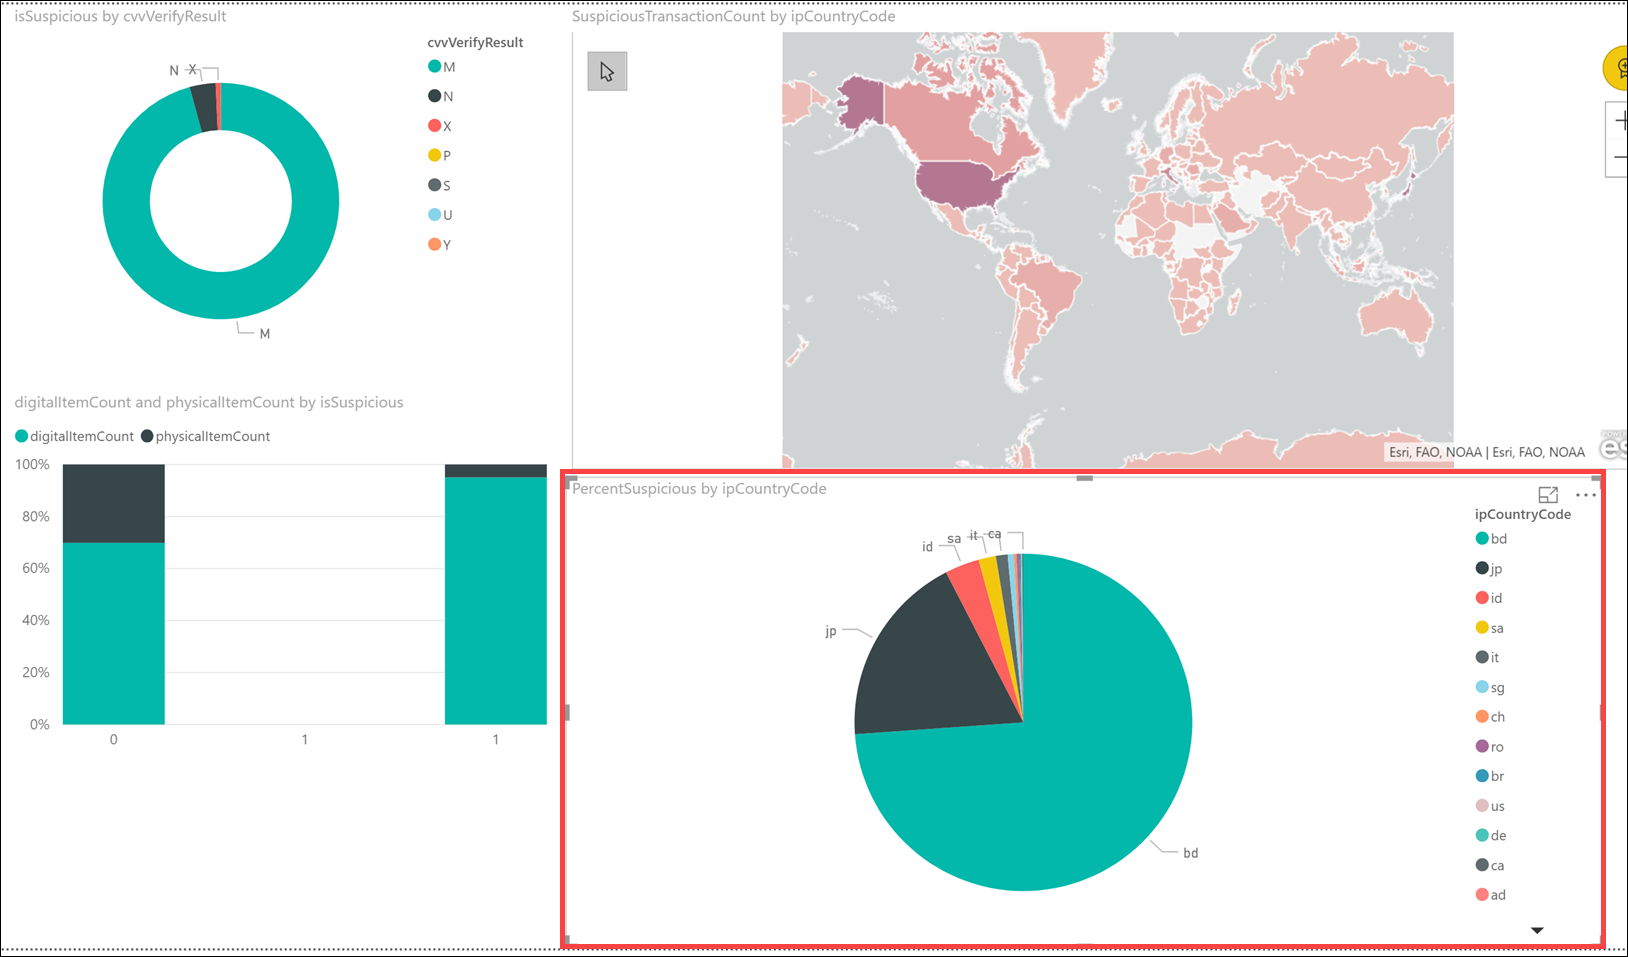 isSuspicious by cvvVerifyResult
cvvVerifyResult
M
N
X
P
S
U
Y
N
X
M
SuspiciousTransactionCount by ipCountryCode
Esri, FAO, NOAA | Esri, FAO, NOAA
digitalItemCount and physicalItemCount by isSuspicious
digitalItemCount
physicalItemCount
100%
80%
60%
40%
20%
0%
0
1
1
PercentSuspicious by ipCountryCode
ipCountryCode
bd
jp
id
sa
it
sg
ch
ro
br
us
de
ca
ad
id
sa
it
ca
jp
bd